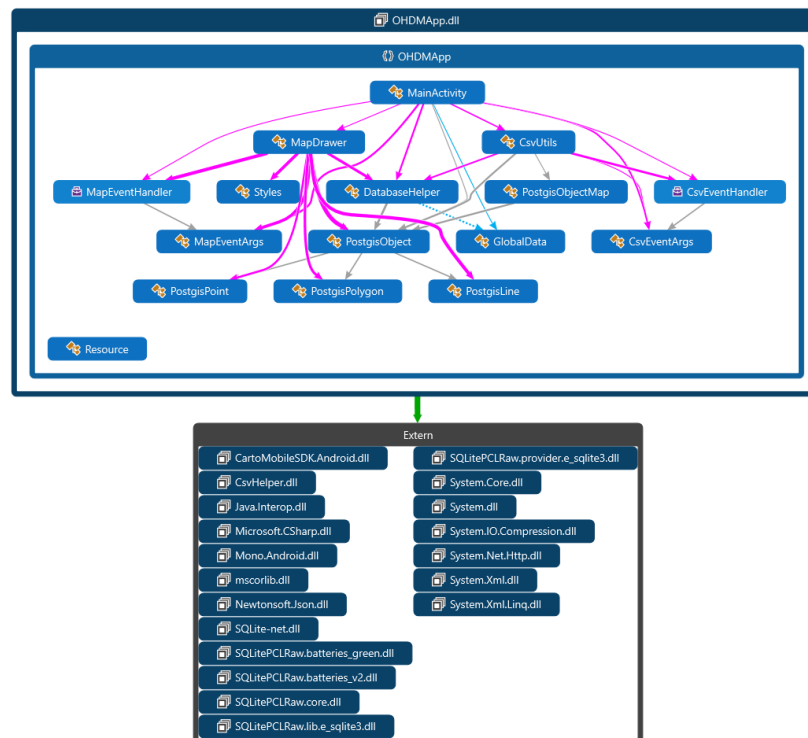 OHDMApp.dll
OHDMApp
MainActivity
MapDrawer
CsvUtils
MapEventHandler
Styles
DatabaseHelper
PostgisObjectMap
CsvEventHandler
MapEventArgs
PostgisObject
GlobalData
CsvEventArgs
PostgisPoint
PostgisPolygon
PostgisLine
Resource
Extern
CartoMobileSDK.Android.dll
CsvHelper.dll
Java.Interop.dll
Microsoft.CSharp.dll
Mono.Android.dll
mscorlib.dll
Newtonsoft.Json.dll
SQLite-net.dll
SQLitePCLRaw.batteries_green.dll
SQLitePCLRaw.batteries_v2.dll
SQLitePCLRaw.core.dll
SQLitePCLRaw.lib.e_sqlite3.dll
SQLitePCLRaw.provider.e_sqlite3.dll
System.Core.dll
System.dll
System.IO.Compression.dll
System.Net.Http.dll
System.Xml.dll
System.Xml.Linq.dll